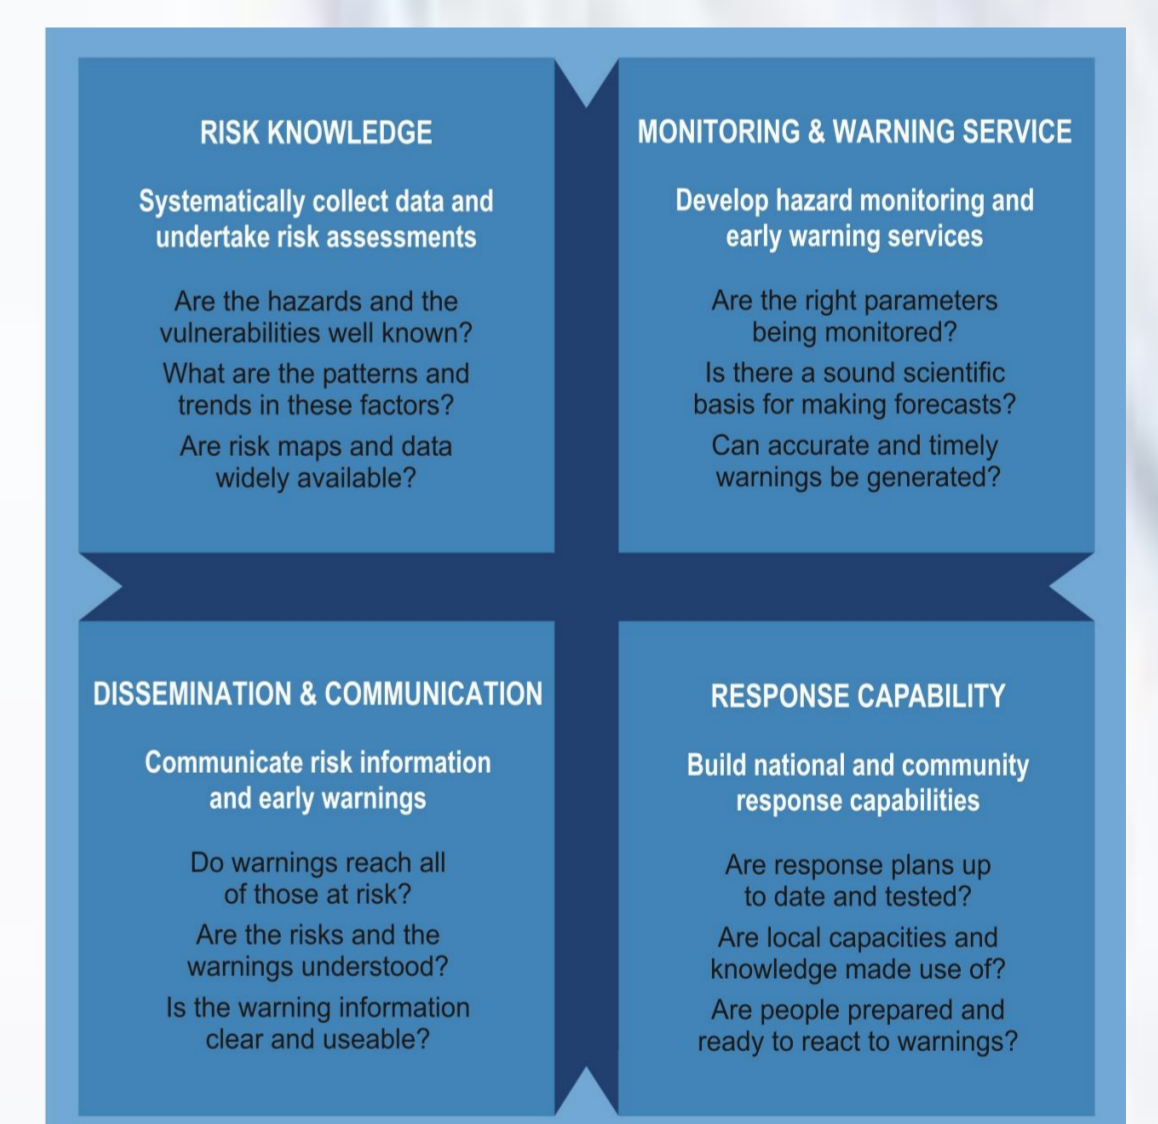 RISK KNOWLEDGE
Systematically collect data and
undertake risk assessments
Are the hazards and the
vulnerabilities well known?
What are the patterns and
trends in these factors?
Are risk maps and data
widely available?
MONITORING & WARNING SERVICE
Develop hazard monitoring and
early warning services
Are the right parameters
being monitored?
Is there a sound scientific
basis for making forecasts?
Can accurate and timely
warnings be generated?
DISSEMINATION & COMMUNICATION
Communicate risk information
and early warnings
Do warnings reach all
of those at risk?
Are the risks and the
warnings understood?
Is the warning information
clear and useable?
RESPONSE CAPABILITY
Build national and community
response capabilities
Are response plans up
to date and tested?
Are local capacities and
knowledge made use of?
Are people prepared and
ready to react to warnings?